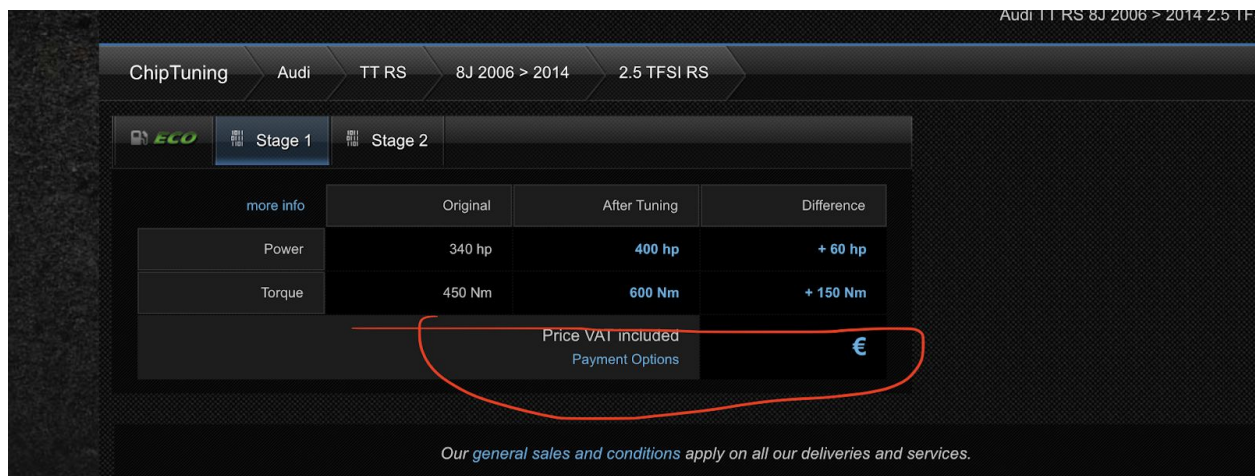 Audi TT RS 8J 2006 > 2014 2.5 TF
ChipTuning Audi TT RS 8J 2006 > 2014 2.5 TFSI RS
ECO Stage 1 Stage 2
more info Original After Tuning Difference
Power 340 hp 400 hp + 60 hp
Torque 450 Nm 600 Nm + 150 Nm
Price VAT included €
Payment Options
Our general sales and conditions apply on all our deliveries and services.